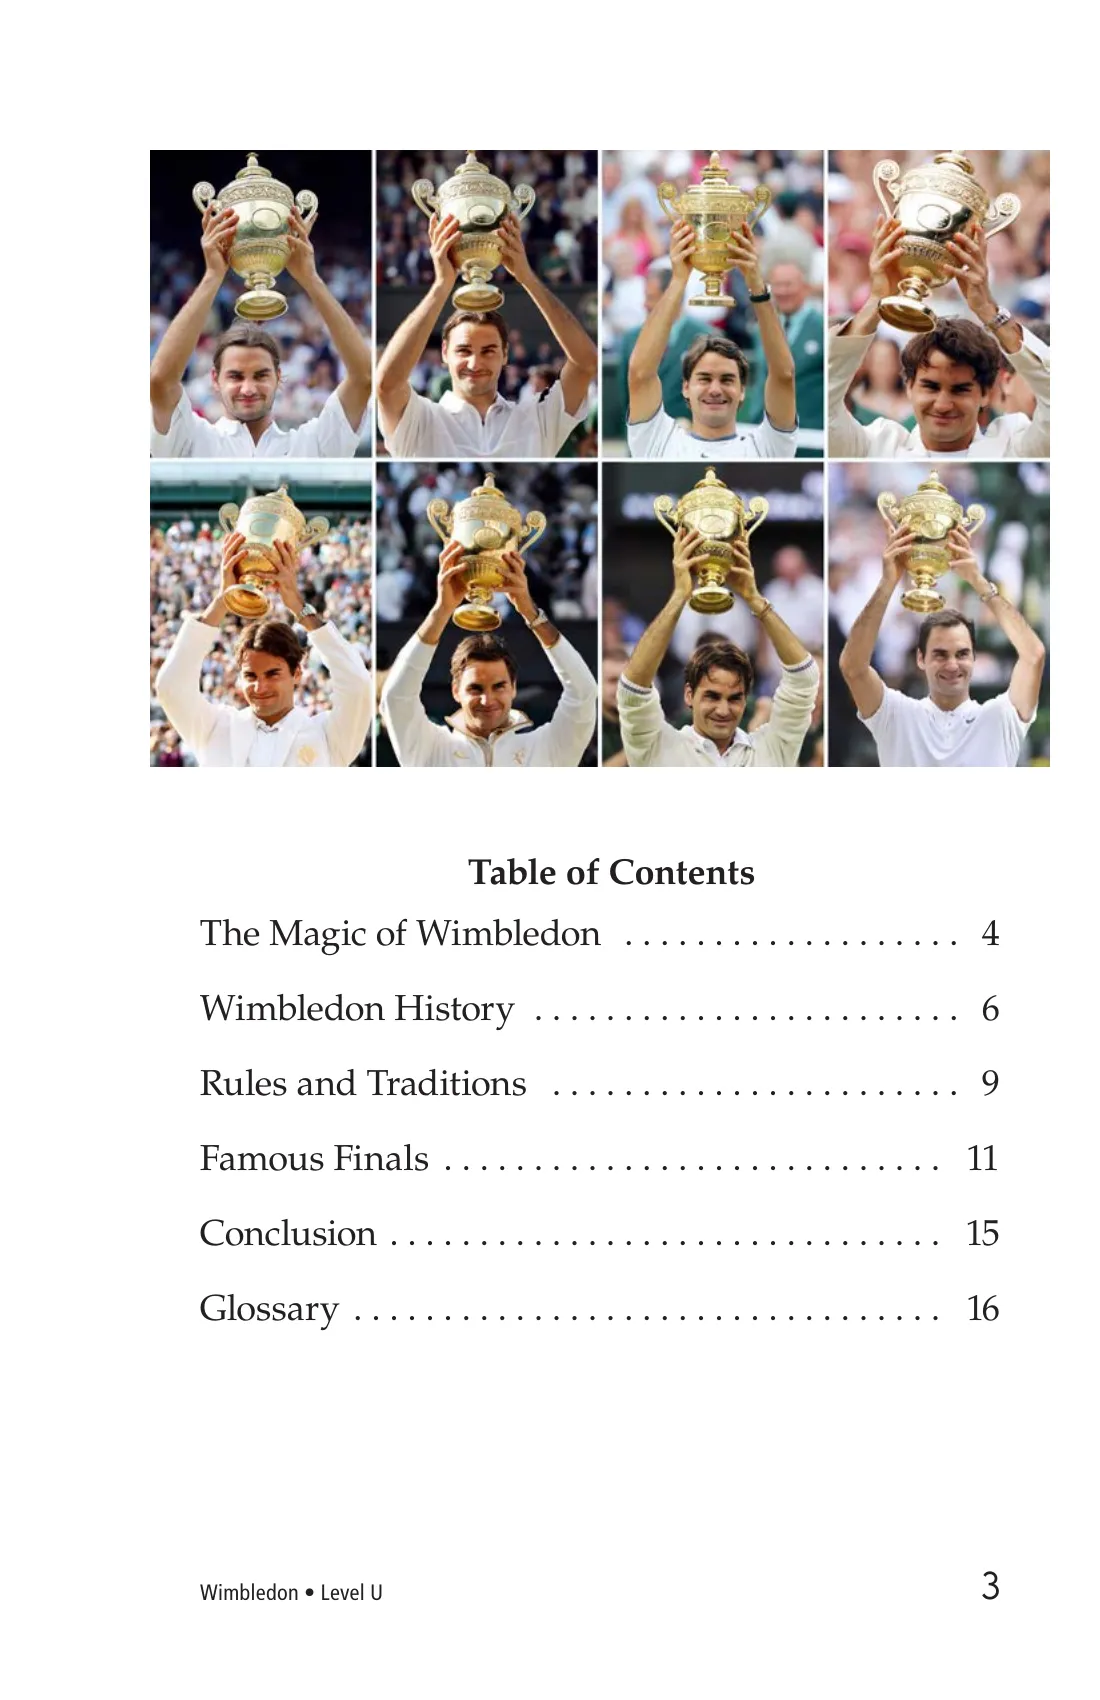 Table of Contents
The Magic of Wimbledon . . . . . . . . . . . . . . . . . . . 4
Wimbledon History . . . . . . . . . . . . . . . . . . . . . . . . 6
Rules and Traditions . . . . . . . . . . . . . . . . . . . . . . . 9
Famous Finals . . . . . . . . . . . . . . . . . . . . . . . . . . . . 11
Conclusion . . . . . . . . . . . . . . . . . . . . . . . . . . . . . . . 15
Glossary . . . . . . . . . . . . . . . . . . . . . . . . . . . . . . . . . 16
Wimbledon • Level U 3